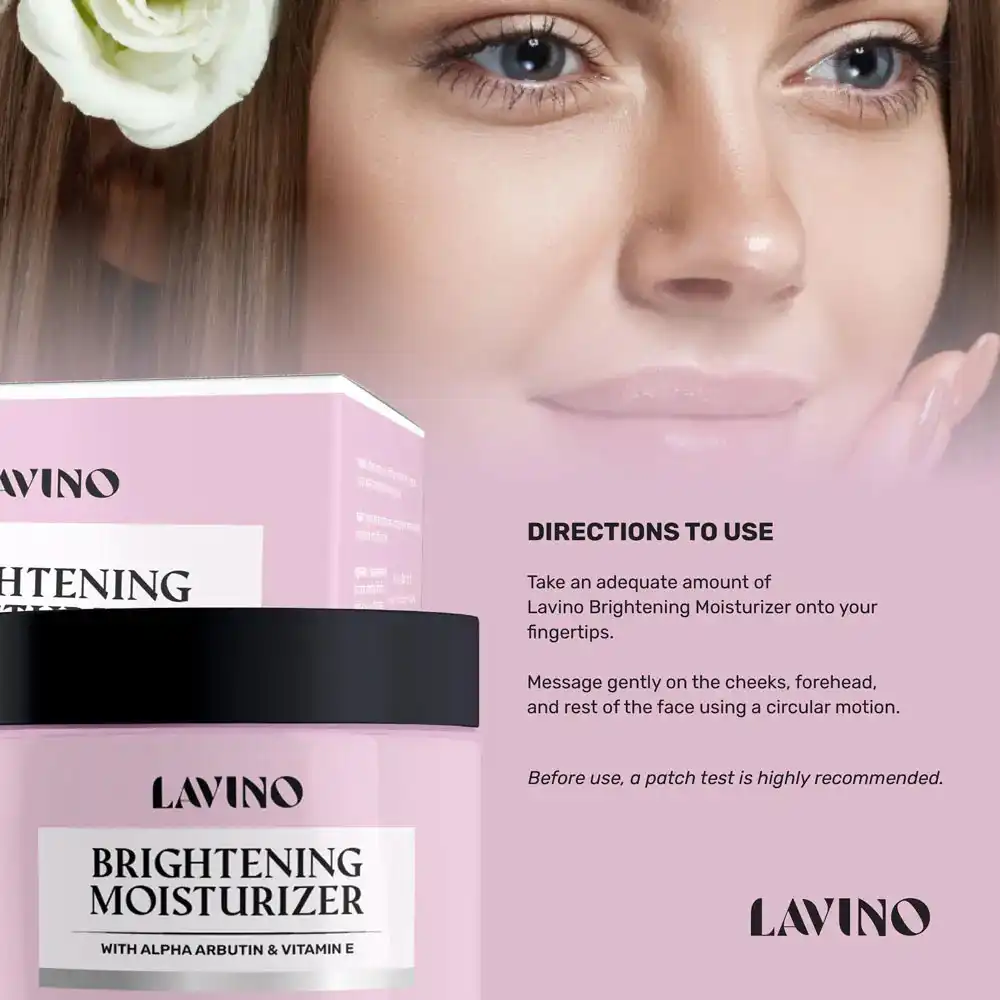 AVINO
HTENING
DIRECTIONS TO USE
Take an adequate amount of
Lavino Brightening Moisturizer onto your
fingertips.
Message gently on the cheeks, forehead,
and rest of the face using a circular motion.
Before use, a patch test is highly recommended.
LAVINO
BRIGHTENING
MOISTURIZER
WITH ALPHA ARBUTIN & VITAMIN E
LAVINO